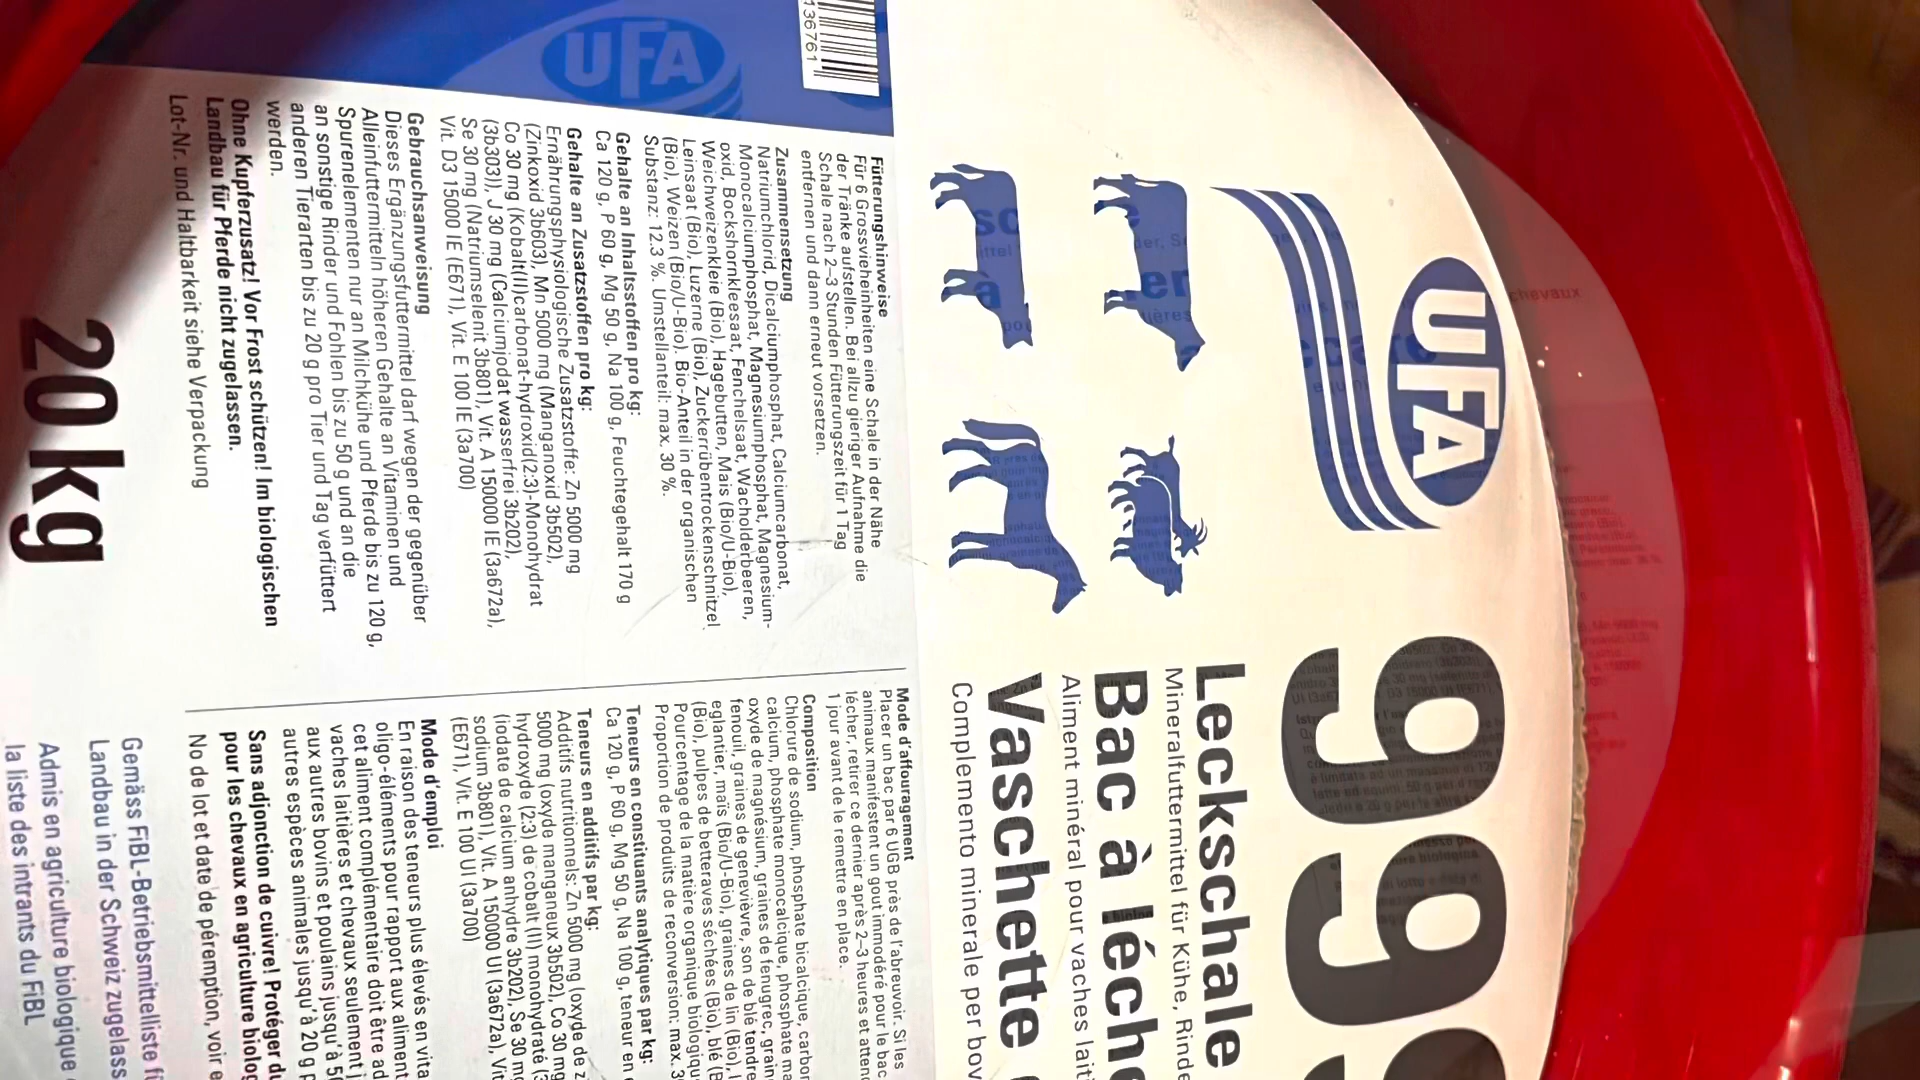 UFA
99
Leckschale
Mineralfuttermittel für Kühe, Rinde
Bac à léche
Aliment minéral pour vaches lait
Vaschette
Complemento minerale per bov
UFA
136761
Fütterungshinweise
Für 6 Grossvieheinheiten eine Schale in der Nähe
der Tränke aufstellen. Bei allzu gieriger Aufnahme die
Schale nach 2–3 Stunden Fütterungszeit für 1 Tag
entfernen und dann erneut vorsetzen.
Zusammensetzung
Natriumchlorid, Dicalciumphosphat, Calciumcarbonat,
Monocalciumphosphat, Magnesiumphosphat, Magnesium-
oxid, Bockshornkleesaat, Fenchelsaat, Wacholderbeeren,
Weichweizenkleie (Bio), Hagebutten, Mais (Bio/U-Bio),
Leinsaat (Bio), Luzerne (Bio), Zuckerrübentrockenschnitzel
(Bio), Weizen (Bio/U-Bio). Bio-Anteil in der organischen
Substanz: 12.3 %. Umstellanteil: max. 30 %.
Gehalte an Inhaltsstoffen pro kg:
Ca 120 g, P 60 g, Mg 50 g, Na 100 g, Feuchtegehalt 170 g
Gehalte an Zusatzstoffen pro kg:
Ernährungsphysiologische Zusatzstoffe: Zn 5000 mg
(Zinkoxid 3b603), Mn 5000 mg (Manganoxid 3b502),
Co 30 mg (Kobalt(II)carbonat-hydroxid(2:3)-Monohydrat
(3b303)), J 30 mg (Calciumjodat wasserfrei 3b202),
Se 30 mg (Natriumselenit 3b801), Vit. A 150000 IE (3a672a),
Vit. D3 15000 IE (E671), Vit. E 100 IE (3a700)
Gebrauchsanweisung
Dieses Ergänzungsfuttermittel darf wegen der gegenüber
Alleinfuttermitteln höheren Gehalte an Vitaminen und
Spurenelementen nur an Milchkühe und Pferde bis zu 120 g,
an sonstige Rinder und Fohlen bis zu 50 g und an die
anderen Tierarten bis zu 20 g pro Tier und Tag verfüttert
werden.
Ohne Kupferzusatz! Vor Frost schützen! Im biologischen
Landbau für Pferde nicht zugelassen.
Lot-Nr. und Haltbarkeit siehe Verpackung
20 kg
Mode d'affouragement
Placer un bac par 6 UGB près de l'abreuvoir. Si les
animaux manifestent un gout immodéré pour le bac
lécher, retirer ce dernier après 2–3 heures et attend
1 jour avant de le remettre en place.
Composition
Chlorure de sodium, phosphate bicalcique, carbon
calcium, phosphate monocalcique, phosphate ma
oxyde de magnésium, graines de fenugrec, grain
fenouil, graines de genevièvre, son de blé tendre
eglantier, maïs (Bio/U-Bio), graines de lin (Bio), l
(Bio), pulpes de betteraves séchées (Bio), blé (B
Pourcentage de la matière organique biologiqu
Proportion de produits de reconversion: max. 3
Teneurs en constituants analytiques par kg:
Ca 120 g, P 60 g, Mg 50 g, Na 100 g, teneur en
Teneurs en additifs par kg:
Additifs nutritionnels: Zn 5000 mg (oxyde de z
5000 mg (oxyde manganeux 3b502), Co 30 mg
hydroxyde (2:3) de cobalt (II) monohydraté (3
(iodate de calcium anhydre 3b202), Se 30 m
sodium 3b801), Vit. A 150000 UI (3a672a), Vit
(E671), Vit. E 100 UI (3a700)
Mode d'emploi
En raison des teneurs plus élevés en vita
oligo-éléments pour rapport aux aliment
cet aliment complémentaire doit être ad
vaches laitières et chevaux seulement j
aux autres bovins et poulains jusqu'à 5
autres espèces animales jusqu'à 20 g p
Sans adjonction de cuivre! Protéger du
pour les chevaux en agriculture biolog
No de lot et date de péremption, voir e
Gemäss FiBL-Betriebsmittelliste f
Landbau in der Schweiz zugelass
Admis en agriculture biologique
la liste des intrants du FiBL